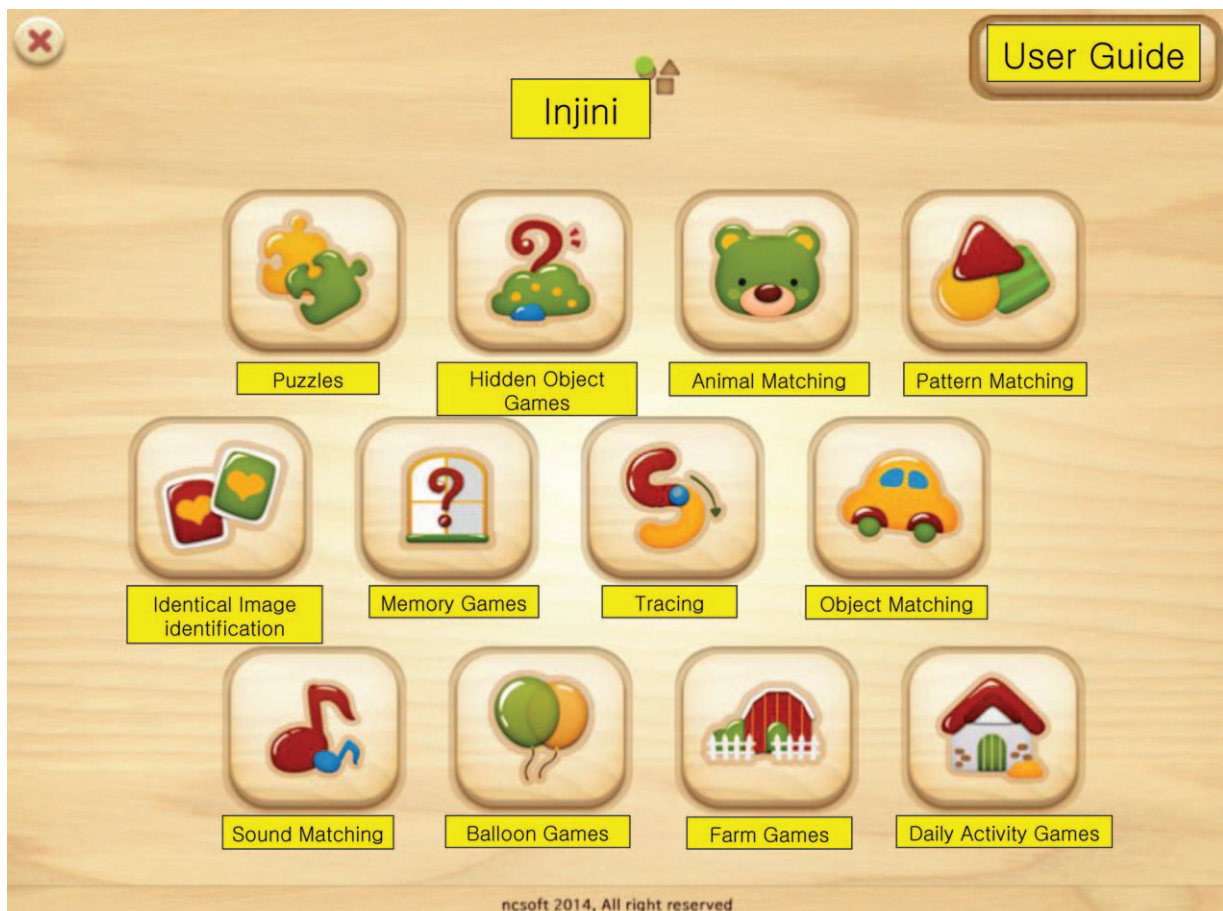 User Guide
Injini
Puzzles
Hidden Object
Games
Animal Matching
Pattern Matching
Identical Image
identification
Memory Games
Tracing
Object Matching
Sound Matching
Balloon Games
Farm Games
Daily Activity Games
ncsoft 2014, All right reserved